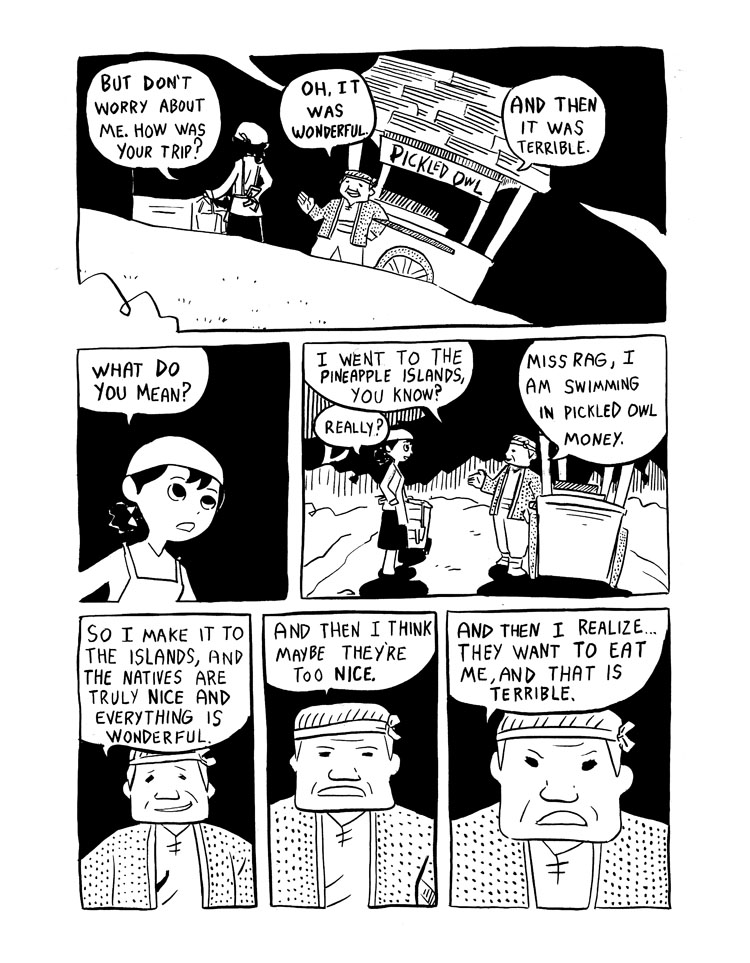 BUT DON'T
WORRY ABOUT
ME. HOW WAS
YOUR TRIP?
OH, IT
WAS
WONDERFUL.
AND THEN
IT WAS
TERRIBLE.
PICKLED OWL
WHAT DO
YOU MEAN?
I WENT TO THE
PINEAPPLE ISLANDS,
YOU KNOW?
REALLY?
MISS RAG, I
AM SWIMMING
IN PICKLED OWL
MONEY.
SO I MAKE IT TO
THE ISLANDS, AND
THE NATIVES ARE
TRULY NICE AND
EVERYTHING IS
WONDERFUL.
AND THEN I THINK
MAYBE THEY'RE
TOO NICE.
AND THEN I REALIZE...
THEY WANT TO EAT
ME, AND THAT IS
TERRIBLE.